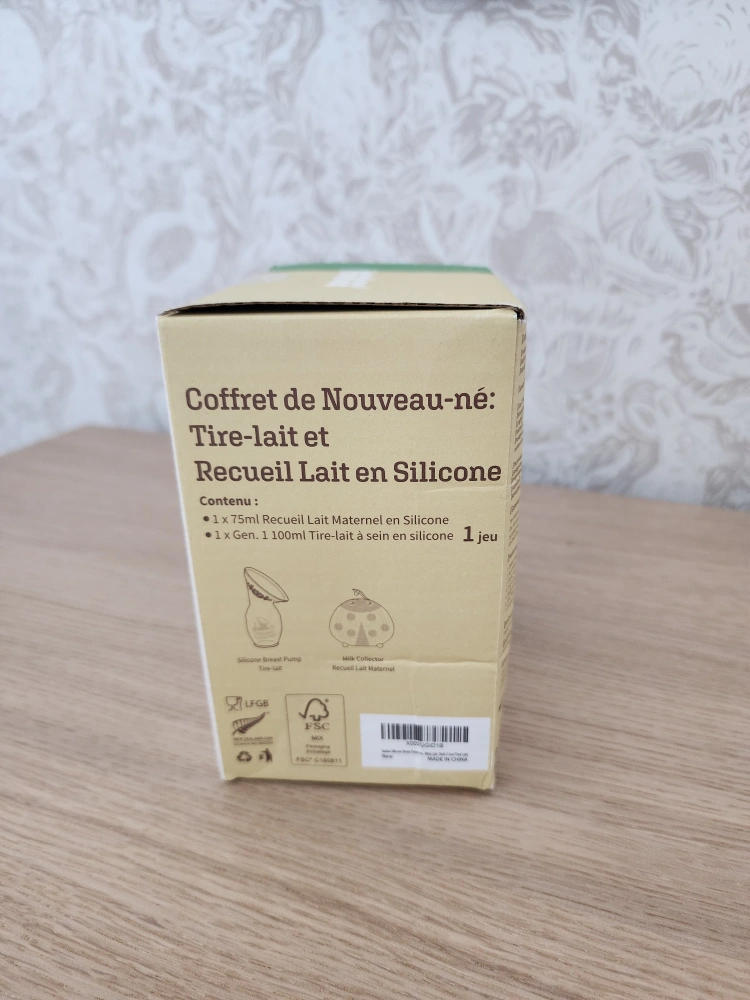 Coffret de Nouveau-né:
Tire-lait et
Recueil Lait en Silicone
Contenu :
• 1 x 75ml Recueil Lait Maternel en Silicone
• 1 x Gen. 1 100ml Tire-lait à sein en silicone 1 jeu
Silicone Breast Pump
Tire-lait
Milk Collector
Recueil Lait Maternel
LFGB
FSC
MIX
Packaging
Emballage
MADE IN CHINA